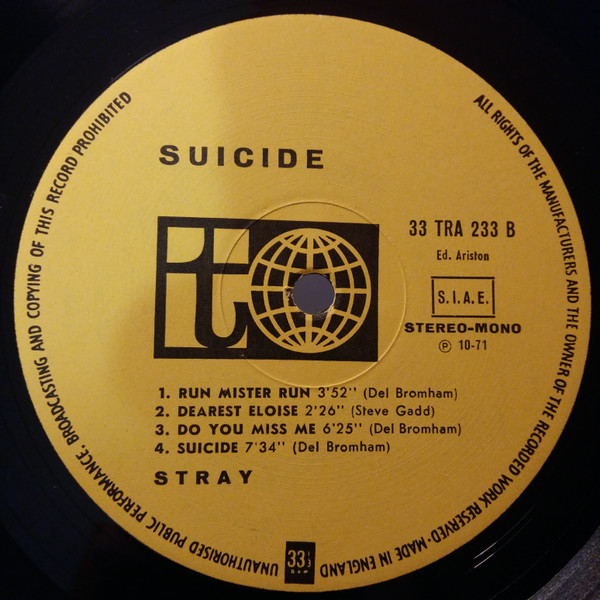 SUICIDE
to
33 TRA 233 B
Ed. Ariston
S.I.A.E.
STEREO-MONO
℗ 10-71
1. RUN MISTER RUN 3'52'' (Del Bromham)
2. DEAREST ELOISE 2'26'' (Steve Gadd)
3. DO YOU MISS ME 6'25'' (Del Bromham)
4. SUICIDE 7'34'' (Del Bromham)
STRAY
ALL RIGHTS OF THE MANUFACTURERS AND THE OWNER OF THE RECORDED WORK RESERVED · MADE IN ENGLAND
33⅓
UNAUTHORISED PUBLIC PERFORMANCE, BROADCASTING AND COPYING OF THIS RECORD PROHIBITED